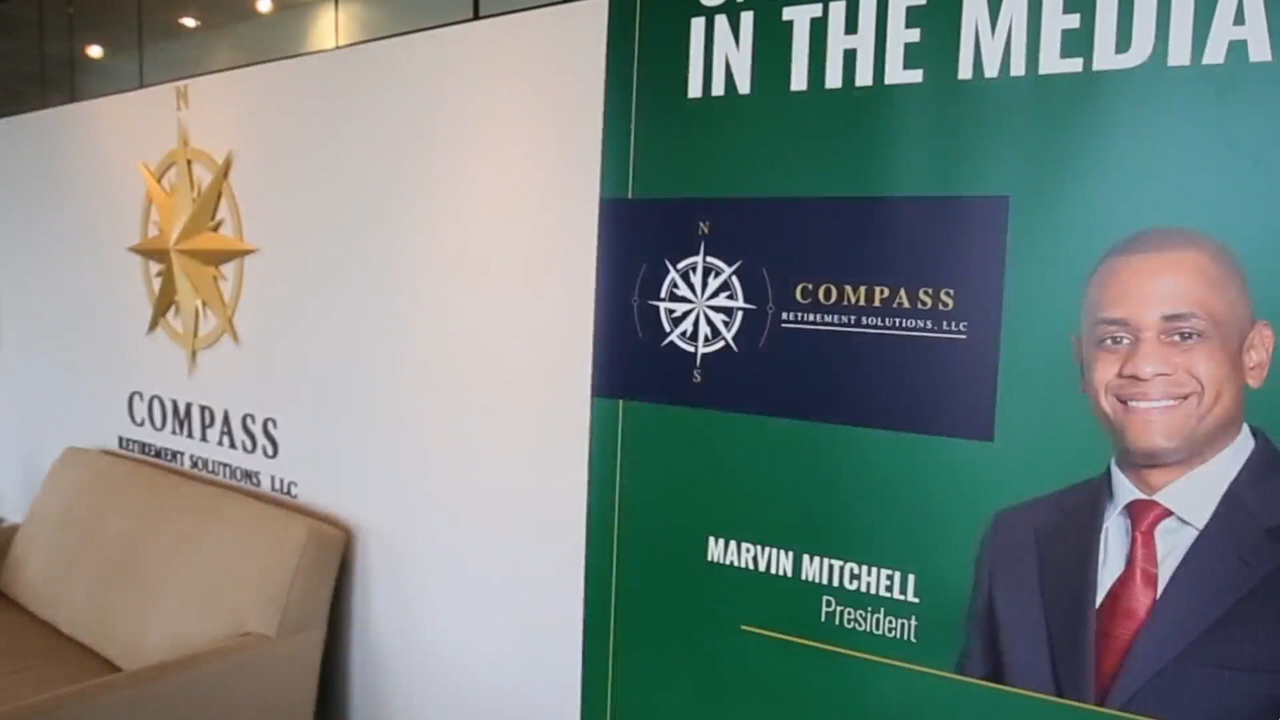 N
COMPASS
RETIREMENT SOLUTIONS, LLC
IN THE MEDIA
N
COMPASS
RETIREMENT SOLUTIONS, LLC
S
MARVIN MITCHELL
President